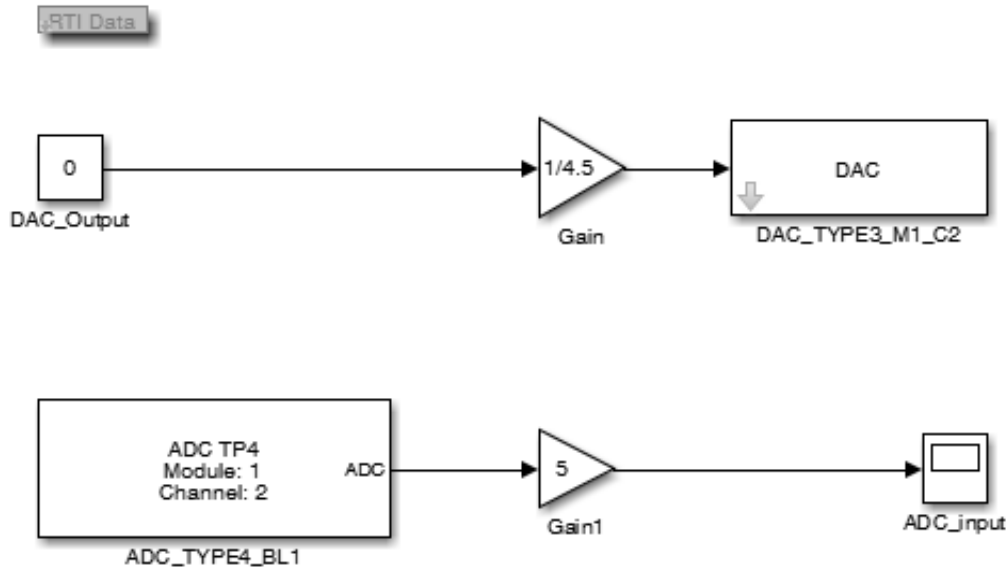 RTI Data
0
DAC_Output
1/4.5
Gain
DAC
DAC_TYPE3_M1_C2
ADC TP4
Module: 1
Channel: 2
ADC
ADC_TYPE4_BL1
5
Gain1
ADC_input